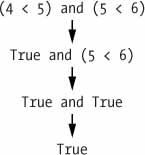 (4 < 5) and (5 < 6)
True and (5 < 6)
True and True
True